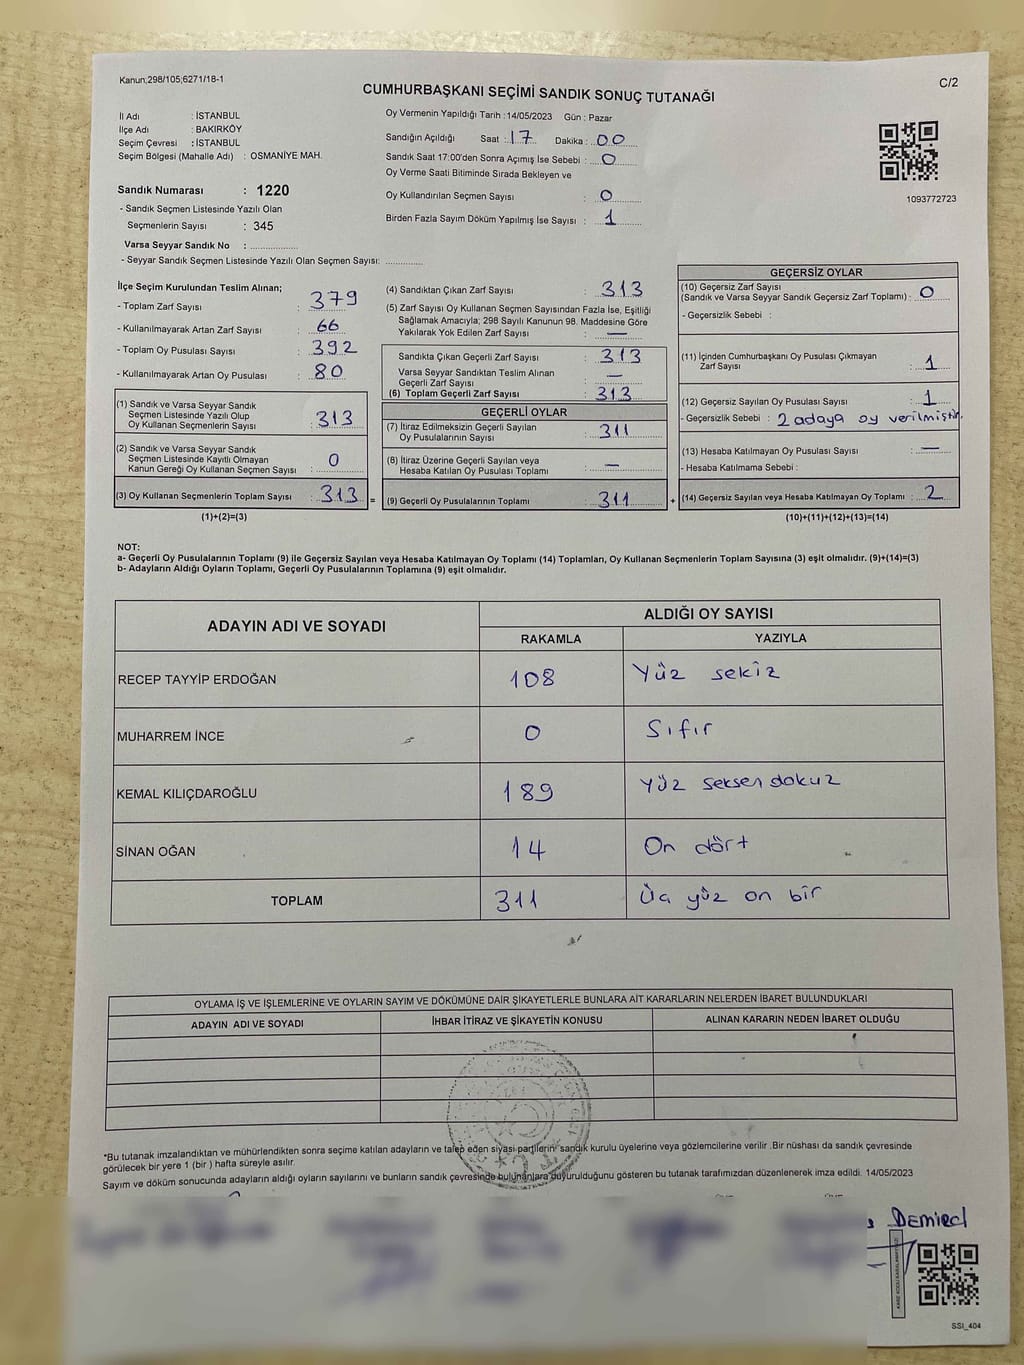 Kanun;298/105;6271/18-1
C/2
CUMHURBAŞKANI SEÇİMİ SANDIK SONUÇ TUTANAĞI
İl Adı : İSTANBUL
İlçe Adı : BAKIRKÖY
Seçim Çevresi : İSTANBUL
Seçim Bölgesi (Mahalle Adı) : OSMANİYE MAH.
Sandık Numarası : 1220
- Sandık Seçmen Listesinde Yazılı Olan
Seçmenlerin Sayısı : 345
Varsa Seyyar Sandık No : ................
- Seyyar Sandık Seçmen Listesinde Yazılı Olan Seçmen Sayısı: ..............
Oy Vermenin Yapıldığı Tarih :14/05/2023 Gün : Pazar
Sandığın Açıldığı Saat : 17 Dakika : 00
Sandık Saat 17:00'den Sonra Açımış İse Sebebi : 0
Oy Verme Saati Bitiminde Sırada Bekleyen ve
Oy Kullandırılan Seçmen Sayısı : 0
Birden Fazla Sayım Döküm Yapılmış İse Sayısı : 1
1093772723
İlçe Seçim Kurulundan Teslim Alınan;
- Toplam Zarf Sayısı : 379
- Kullanılmayarak Artan Zarf Sayısı : 66
- Toplam Oy Pusulası Sayısı : 392
- Kullanılmayarak Artan Oy Pusulası : 80
(1) Sandık ve Varsa Seyyar Sandık
Seçmen Listesinde Yazılı Olup
Oy Kullanan Seçmenlerin Sayısı : 313
(2) Sandık ve Varsa Seyyar Sandık
Seçmen Listesinde Kayıtlı Olmayan
Kanun Gereği Oy Kullanan Seçmen Sayısı : 0
(3) Oy Kullanan Seçmenlerin Toplam Sayısı : 313 =
(1)+(2)=(3)
(4) Sandıktan Çıkan Zarf Sayısı : 313
(5) Zarf Sayısı Oy Kullanan Seçmen Sayısından Fazla İse, Eşitliği
Sağlamak Amacıyla; 298 Sayılı Kanunun 98. Maddesine Göre
Yakılarak Yok Edilen Zarf Sayısı : —
Sandıkta Çıkan Geçerli Zarf Sayısı : 313
Varsa Seyyar Sandıktan Teslim Alınan
Geçerli Zarf Sayısı : —
(6) Toplam Geçerli Zarf Sayısı : 313
GEÇERLİ OYLAR
(7) İtiraz Edilmeksizin Geçerli Sayılan
Oy Pusulalarının Sayısı : 311
(8) İtiraz Üzerine Geçerli Sayılan veya
Hesaba Katılan Oy Pusulası Toplamı : —
(9) Geçerli Oy Pusulalarının Toplamı : 311 +
GEÇERSİZ OYLAR
(10) Geçersiz Zarf Sayısı
(Sandık ve Varsa Seyyar Sandık Geçersiz Zarf Toplamı) : 0
- Geçersizlik Sebebi :
(11) İçinden Cumhurbaşkanı Oy Pusulası Çıkmayan
Zarf Sayısı : 1
(12) Geçersiz Sayılan Oy Pusulası Sayısı : 1
- Geçersizlik Sebebi : 2 adaya oy verilmiştir.
(13) Hesaba Katılmayan Oy Pusulası Sayısı : —
- Hesaba Katılmama Sebebi :
(14) Geçersiz Sayılan veya Hesaba Katılmayan Oy Toplamı : 2
(10)+(11)+(12)+(13)=(14)
NOT:
a- Geçerli Oy Pusulalarının Toplamı (9) ile Geçersiz Sayılan veya Hesaba Katılmayan Oy Toplamı (14) Toplamları, Oy Kullanan Seçmenlerin Toplam Sayısına (3) eşit olmalıdır. (9)+(14)=(3)
b- Adayların Aldığı Oyların Toplamı, Geçerli Oy Pusulalarının Toplamına (9) eşit olmalıdır.
ADAYIN ADI VE SOYADI
ALDIĞI OY SAYISI
RAKAMLA YAZIYLA
RECEP TAYYİP ERDOĞAN 108 Yüz sekiz
MUHARREM İNCE 0 Sıfır
KEMAL KILIÇDAROĞLU 189 Yüz seksen dokuz
SİNAN OĞAN 14 On dört
TOPLAM 311 Üç yüz on bir
OYLAMA İŞ VE İŞLEMLERİNE VE OYLARIN SAYIM VE DÖKÜMÜNE DAİR ŞİKAYETLERLE BUNLARA AİT KARARLARIN NELERDEN İBARET BULUNDUKLARI
ADAYIN ADI VE SOYADI İHBAR İTİRAZ VE ŞİKAYETİN KONUSU ALINAN KARARIN NEDEN İBARET OLDUĞU
*Bu tutanak imzalandıktan ve mühürlendikten sonra seçime katılan adayların ve talep eden siyasi partilerin sandık kurulu üyelerine veya gözlemcilerine verilir .Bir nüshası da sandık çevresinde
görülecek bir yere 1 (bir ) hafta süreyle asılır.
Sayım ve döküm sonucunda adayların aldığı oyların sayılarını ve bunların sandık çevresinde bulunanlara duyurulduğunu gösteren bu tutanak tarafımızdan düzenlenerek imza edildi. 14/05/2023
Demirel
SSI_404